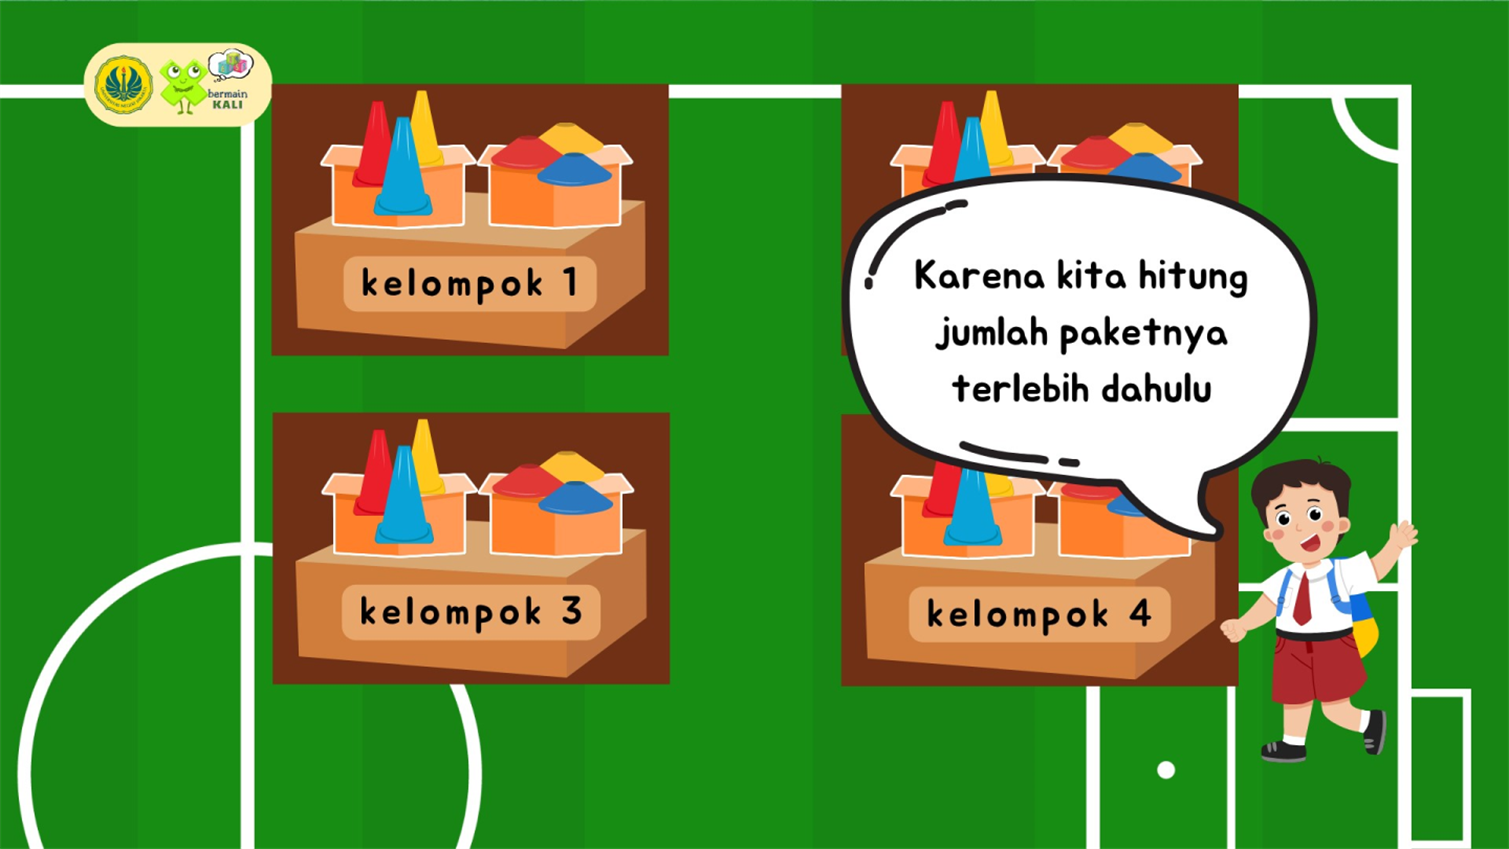 bermain
KALI
kelompok 1
Karena kita hitung
jumlah paketnya
terlebih dahulu
kelompok 3
kelompok 4